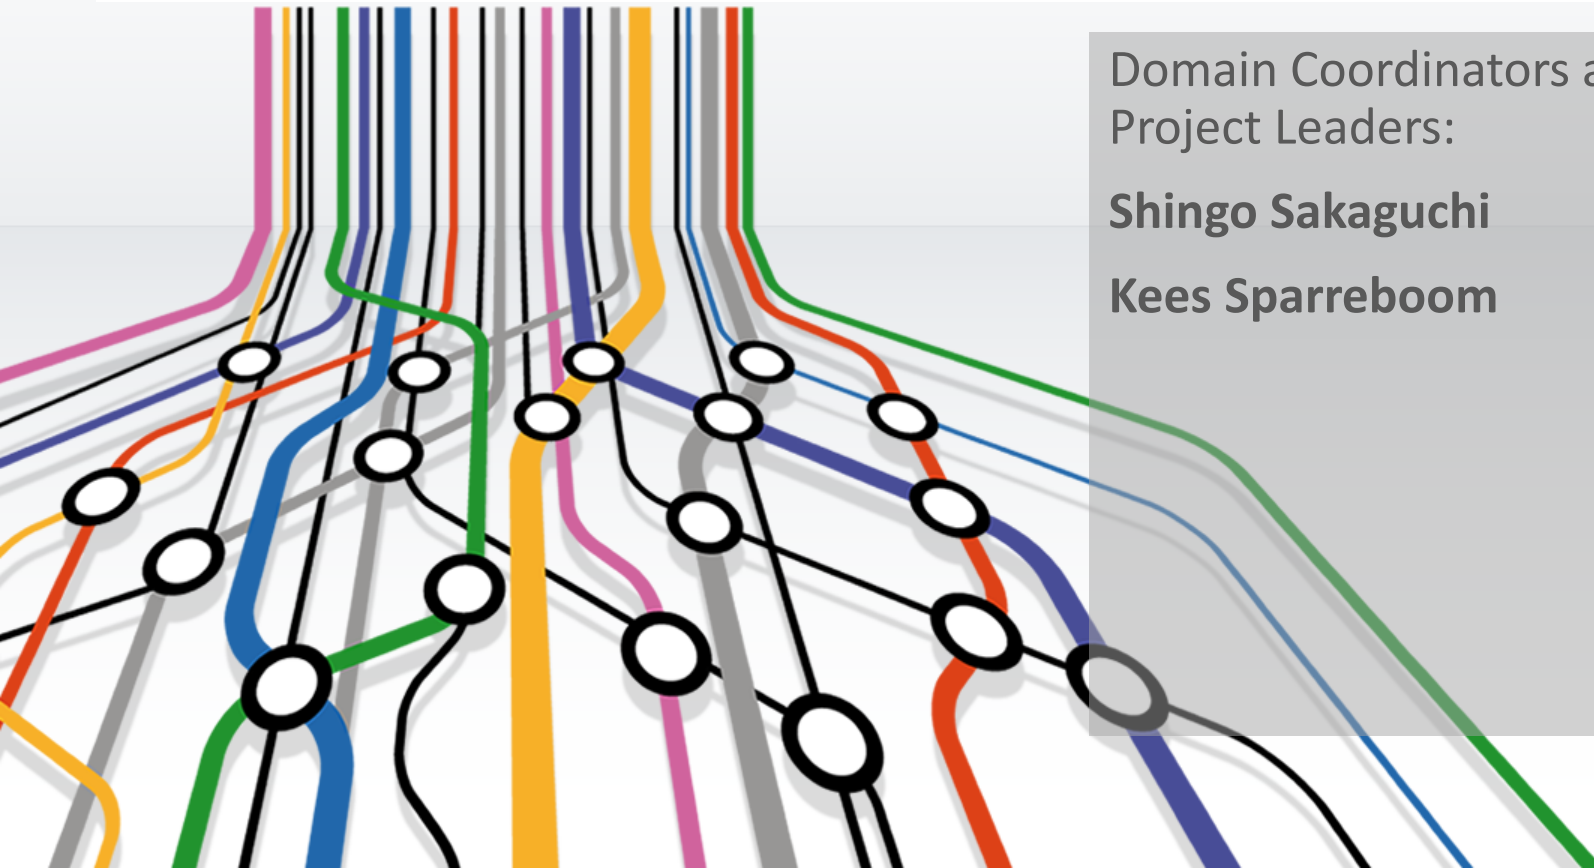 Domain Coordinators
Project Leaders:
Shingo Sakaguchi
Kees Sparreboom